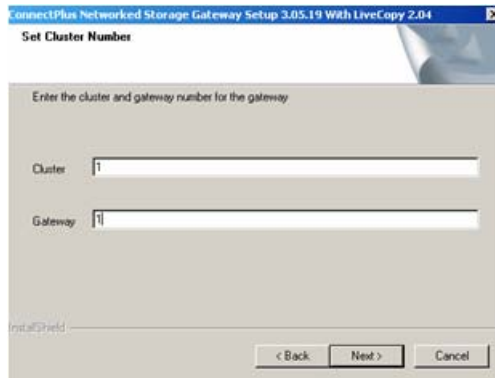 ConnectPlus Networked Storage Gateway Setup 3.05.19 With LiveCopy 2.04
Set Cluster Number
Enter the cluster and gateway number for the gateway
Cluster 1
Gateway 1
InstallShield
< Back Next > Cancel